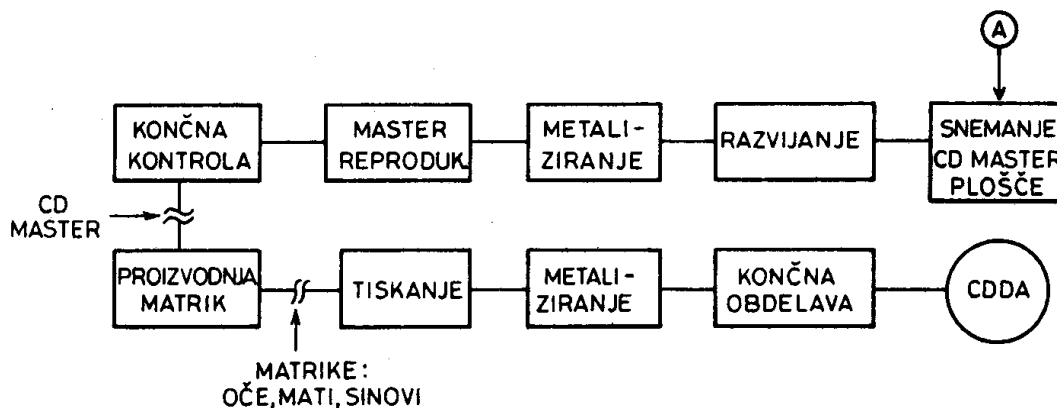 A
KONČNA
KONTROLA
MASTER
REPRODUK.
METALI-
ZIRANJE
RAZVIJANJE
SNEMANJE
CD MASTER
PLOŠČE
CD
MASTER
PROIZVODNJA
MATRIK
TISKANJE
METALI-
ZIRANJE
KONČNA
OBDELAVA
CDDA
MATRIKE:
OČE, MATI, SINOVI